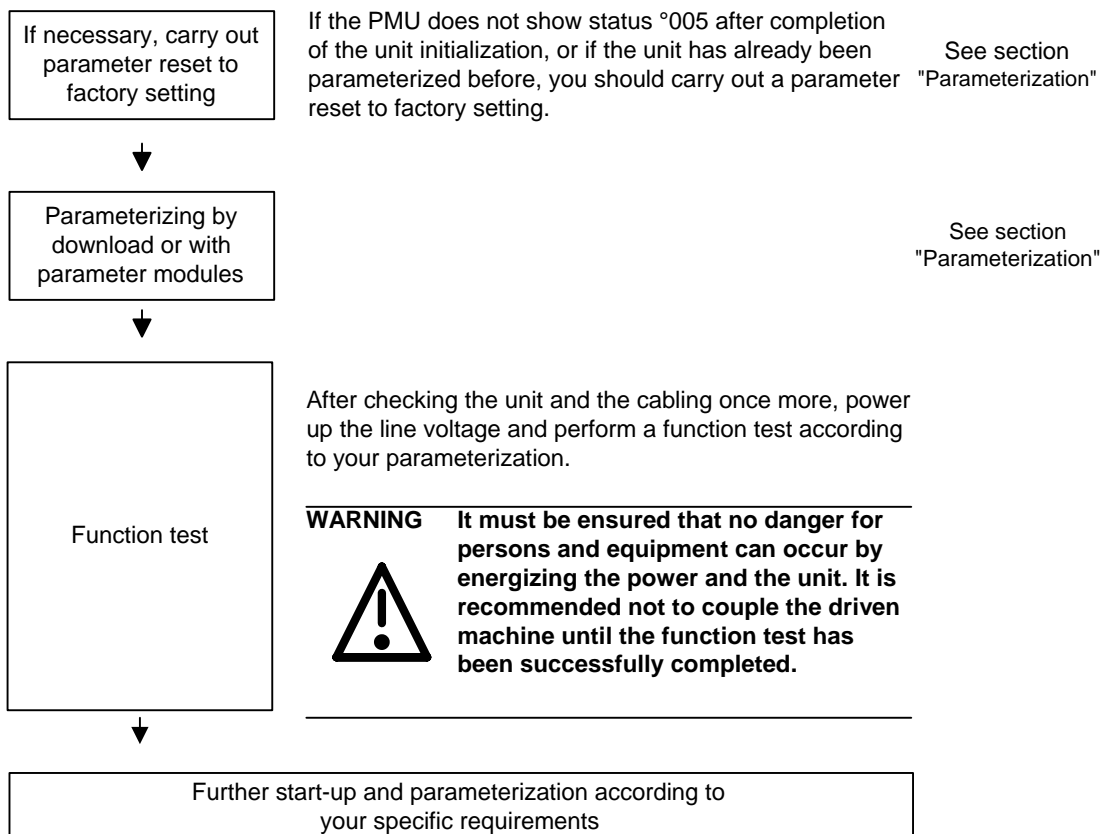 If necessary, carry out
parameter reset to
factory setting
If the PMU does not show status °005 after completion
of the unit initialization, or if the unit has already been
parameterized before, you should carry out a parameter
reset to factory setting.
See section
"Parameterization"
Parameterizing by
download or with
parameter modules
See section
"Parameterization"
Function test
After checking the unit and the cabling once more, power
up the line voltage and perform a function test according
to your parameterization.
WARNING
It must be ensured that no danger for
persons and equipment can occur by
energizing the power and the unit. It is
recommended not to couple the driven
machine until the function test has
been successfully completed.
Further start-up and parameterization according to
your specific requirements